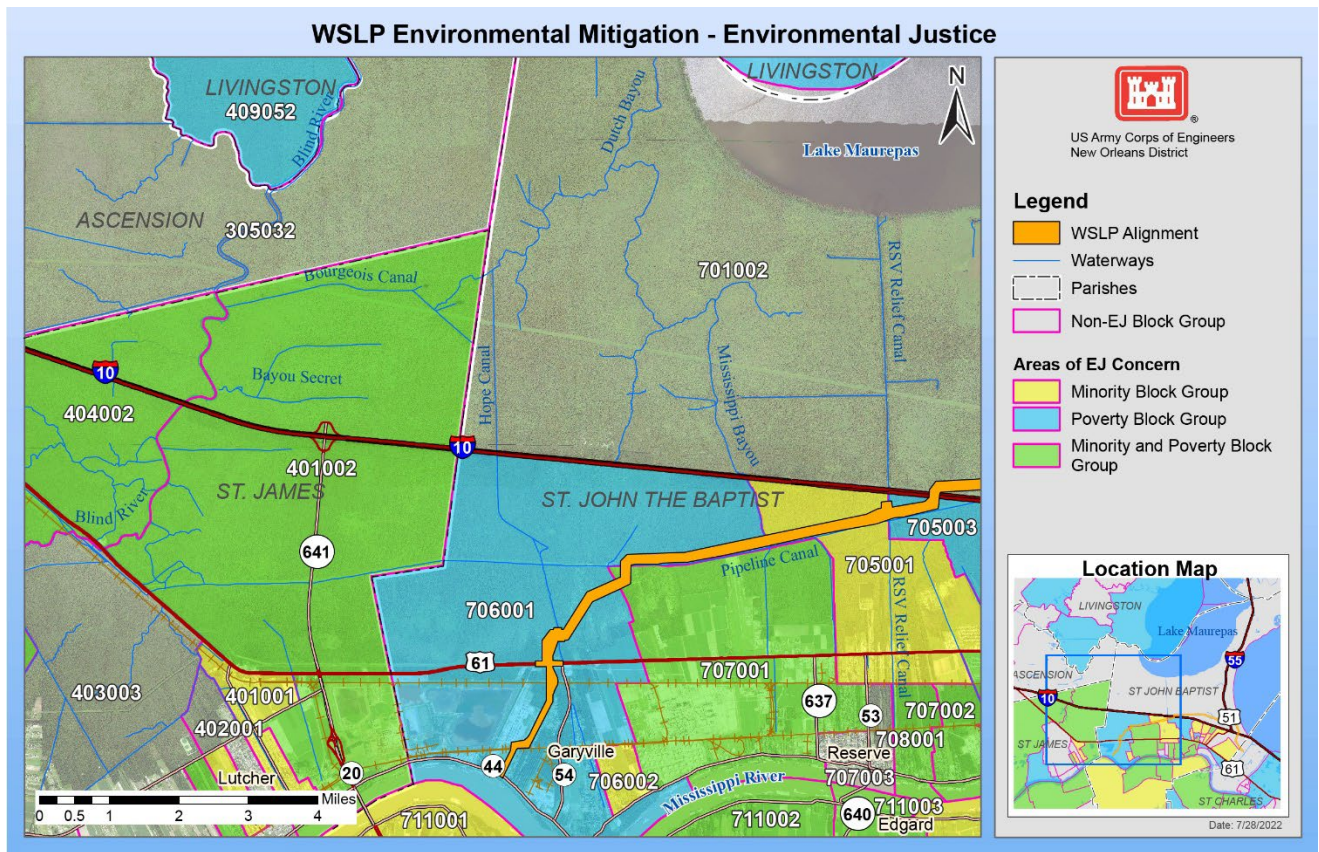 WSLP Environmental Mitigation - Environmental Justice
LIVINGSTON
409052
Blind River
ASCENSION
305032
Dutch Bayou
LIVINGSTON
N
Lake Maurepas
701002
RSV Relief Canal
Bourgeois Canal
Hope Canal
Mississippi Bayou
10
404002
Bayou Secret
10
401002
ST. JAMES
ST. JOHN THE BAPTIST
705003
Blind River
641
Pipeline Canal
705001
706001
RSV Relief Canal
61
707001
403003
401001
402001
637
53
707002
708001
Lutcher
20
44
Garyville
54
706002
Reserve
Mississippi River
707003
711001
711002
640
711003
Edgard
Miles
0 0.5 1 2 3 4
®
US Army Corps of Engineers
New Orleans District
Legend
WSLP Alignment
Waterways
Parishes
Non-EJ Block Group
Areas of EJ Concern
Minority Block Group
Poverty Block Group
Minority and Poverty Block
Group
Location Map
LIVINGSTON
Lake Maurepas
55
ASCENSION
ST JOHN BAPTIST
10
51
ST JAMES
61
ST CHARLES
Date: 7/28/2022